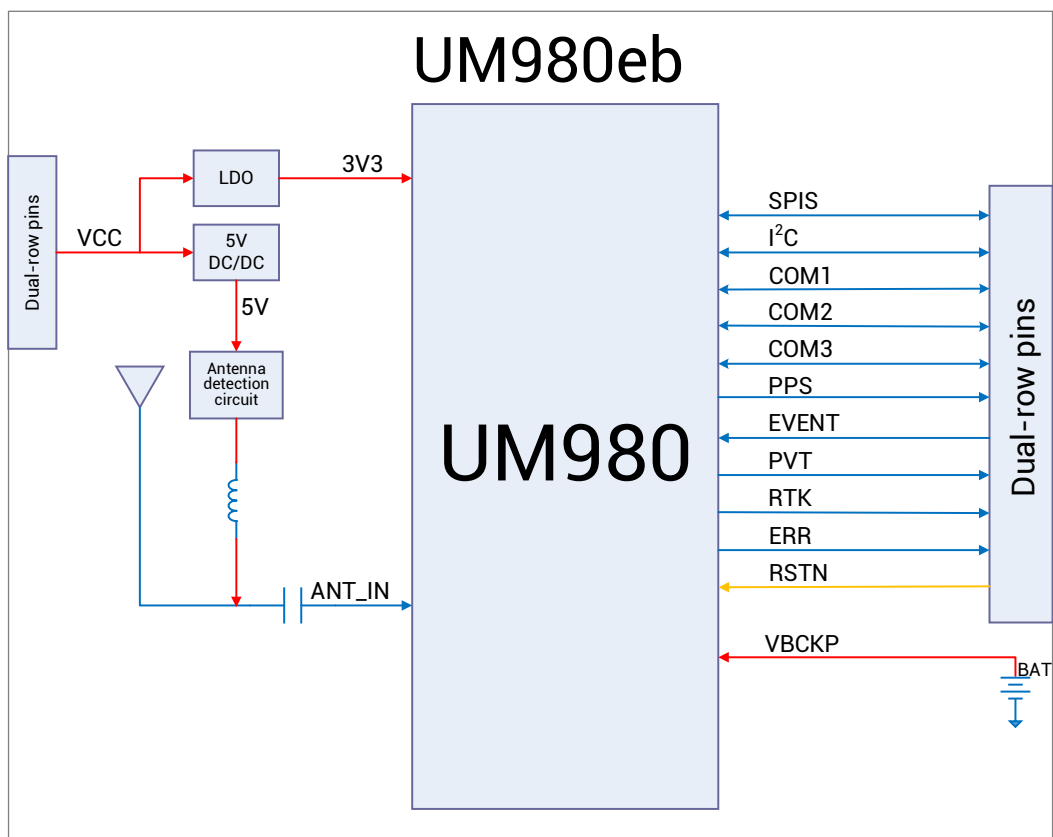 UM980eb
Dual-row pins
VCC
LDO
3V3
5V
DC/DC
5V
Antenna
detection
circuit
ANT_IN
UM980
SPIS
I²C
COM1
COM2
COM3
PPS
EVENT
PVT
RTK
ERR
RSTN
VBCKP
BAT
Dual-row pins